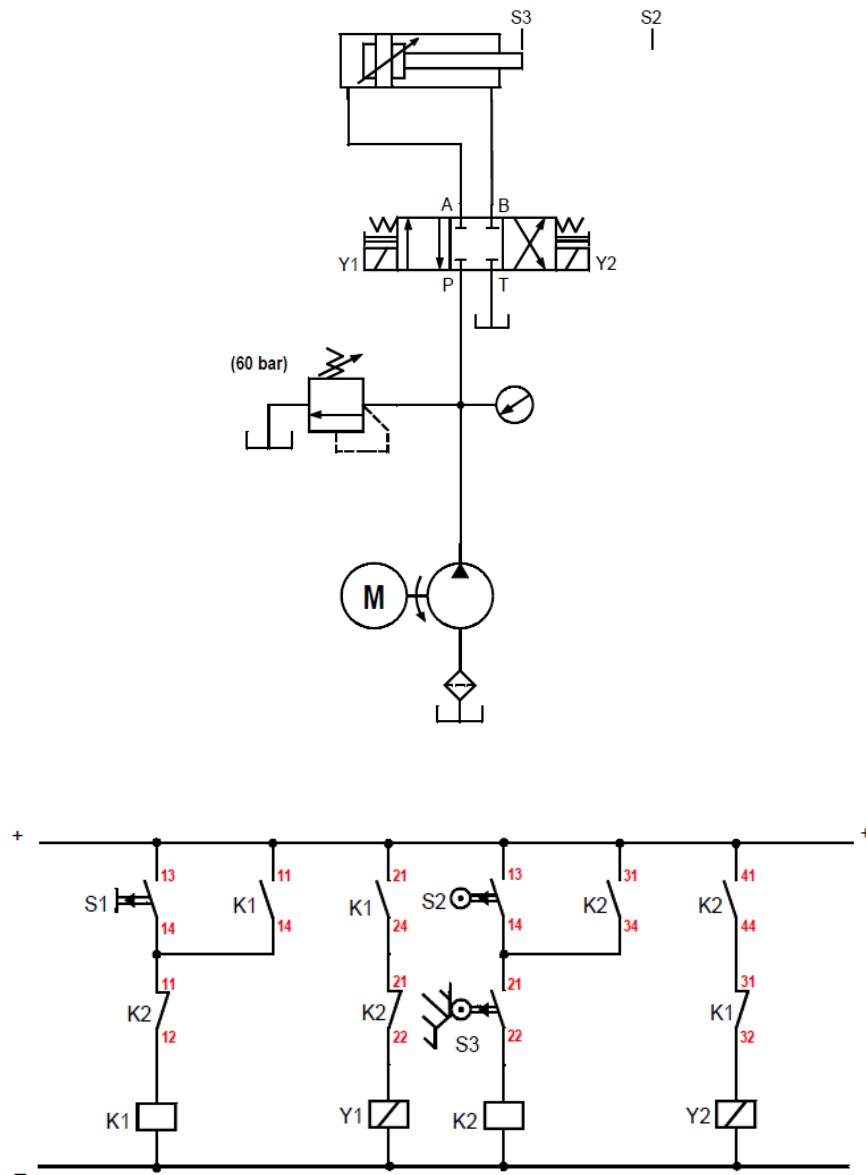 S3 S2
A B
Y1 Y2
P T
(60 bar)
M
+ +
13 11 21 13 31 41
S1 K1 K1 S2 K2 K2
14 14 24 14 34 44
11 21 21 31
K2 K2 S3 K1
12 22 22 32
K1 Y1 K2 Y2
–